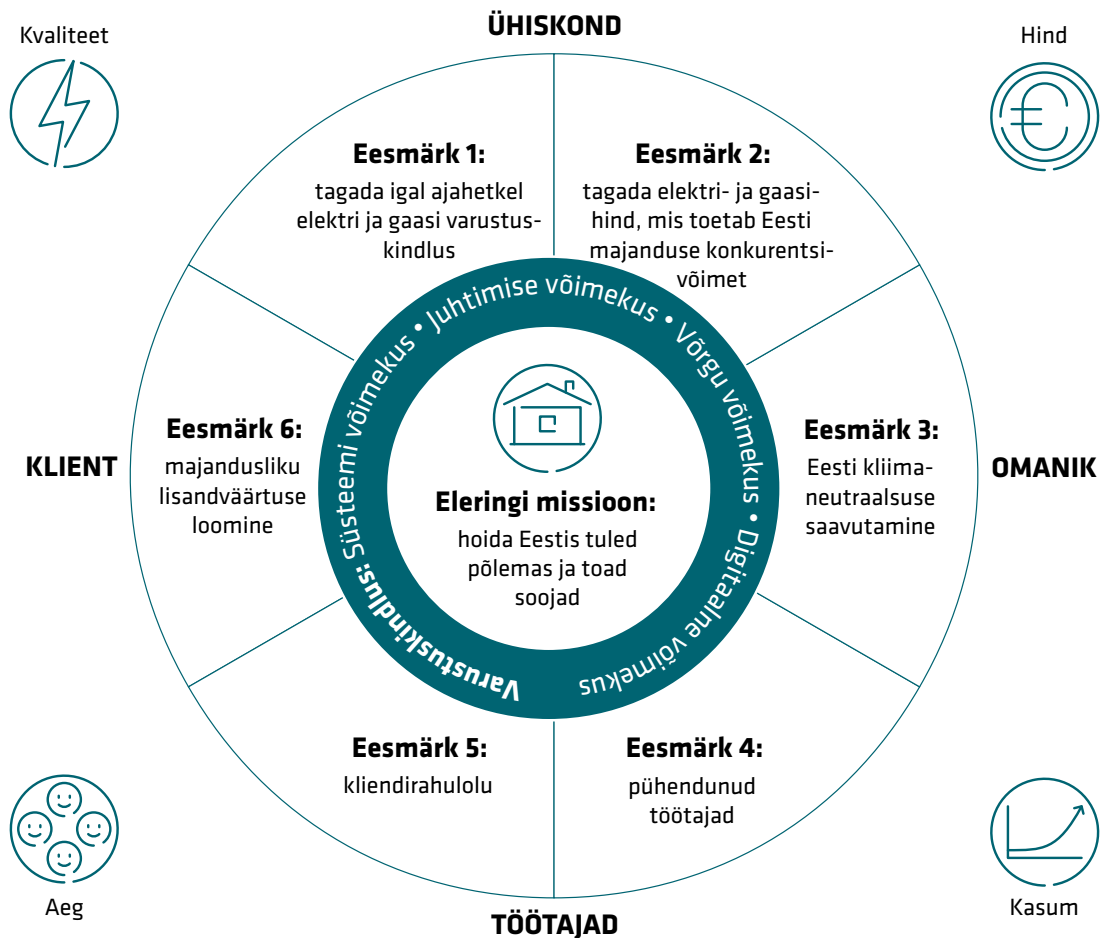 ÜHISKOND
Kvaliteet
Hind
Eesmärk 1:
tagada igal ajahetkel
elektri ja gaasi varustus-
kindlus
Eesmärk 2:
tagada elektri- ja gaasi-
hind, mis toetab Eesti
majanduse konkurentsi-
võimet
Varustuskindlus: Süsteemi võimekus • Juhtimise võimekus • Võrgu võimekus • Digitaalne võimekus
KLIENT
Eesmärk 6:
majandusliku
lisandväärtuse
loomine
Eleringi missioon:
hoida Eestis tuled
põlemas ja toad
soojad
Eesmärk 3:
Eesti kliima-
neutraalsuse
saavutamine
OMANIK
Eesmärk 5:
kliendirahulolu
Eesmärk 4:
pühendunud
töötajad
Aeg
Kasum
TÖÖTAJAD